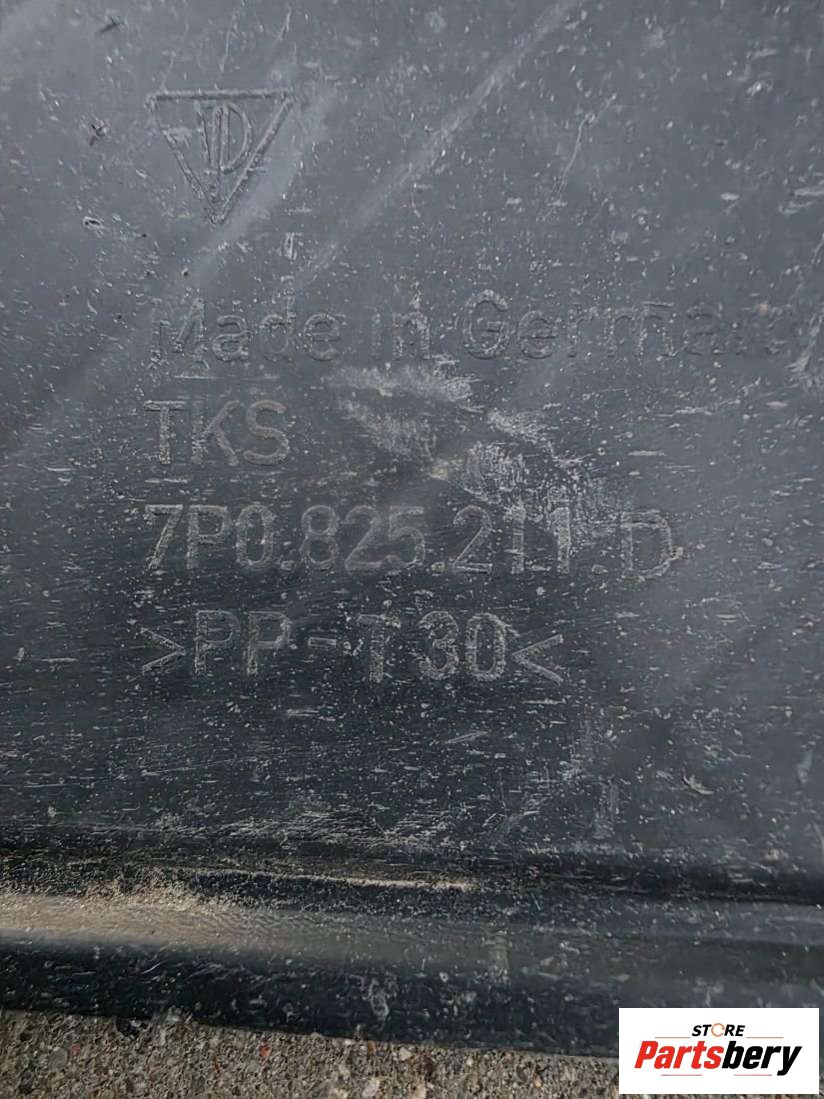 Made in Germany
TKS
7P0.825.211.D
>PP-T30<
STORE
Partsbery